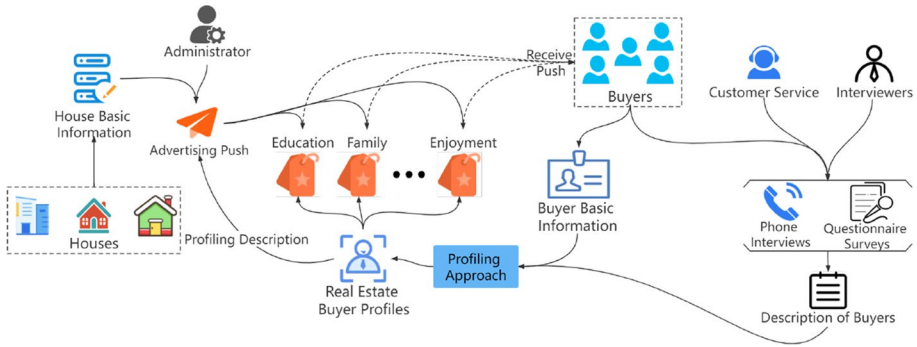 Administrator
House Basic
Information
Advertising Push
Houses
Profiling Description
Education
Family
Enjoyment
Real Estate
Buyer Profiles
Profiling
Approach
Receive
Push
Buyers
Buyer Basic
Information
Customer Service
Interviewers
Phone
Interviews
Questionnaire
Surveys
Description of Buyers